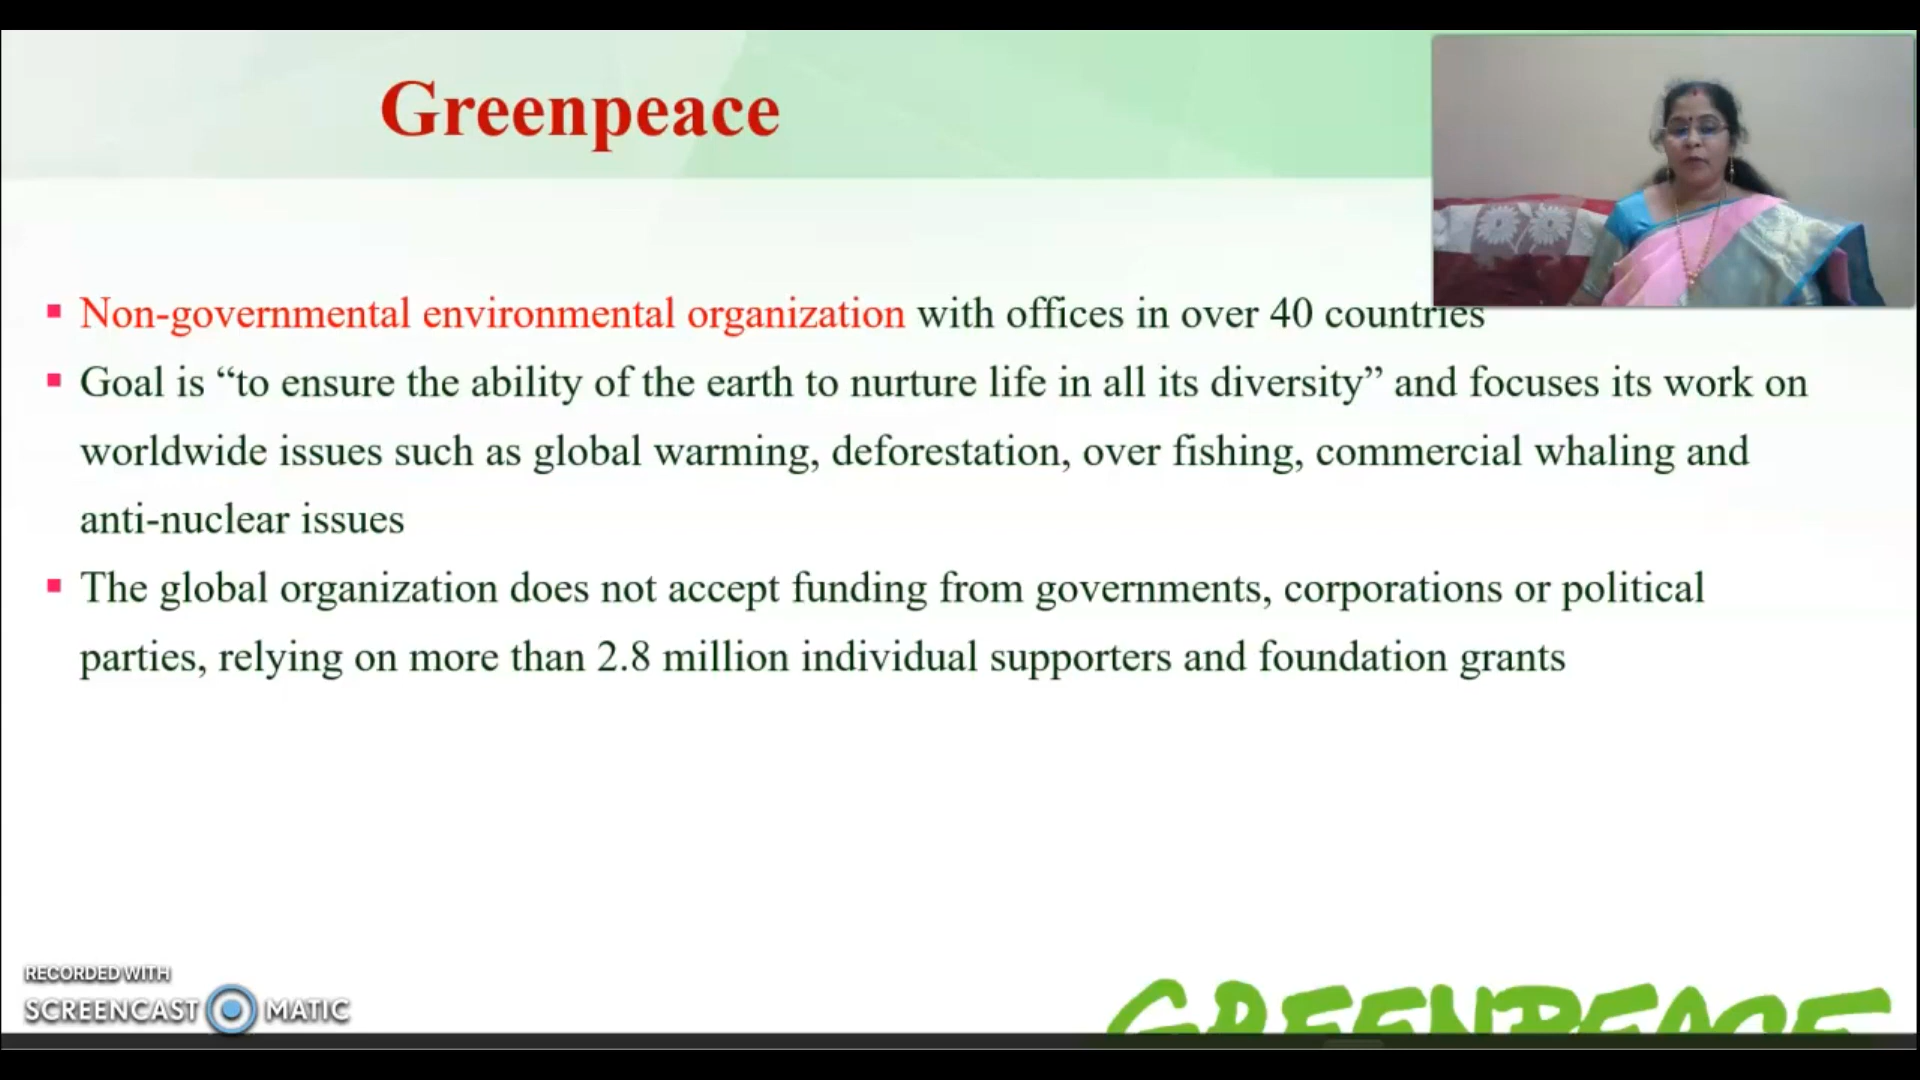 Greenpeace
Non-governmental environmental organization with offices in over 40 countries
Goal is “to ensure the ability of the earth to nurture life in all its diversity” and focuses its work on
worldwide issues such as global warming, deforestation, over fishing, commercial whaling and
anti-nuclear issues
The global organization does not accept funding from governments, corporations or political
parties, relying on more than 2.8 million individual supporters and foundation grants
RECORDED WITH
SCREENCAST MATIC
GREENPEACE